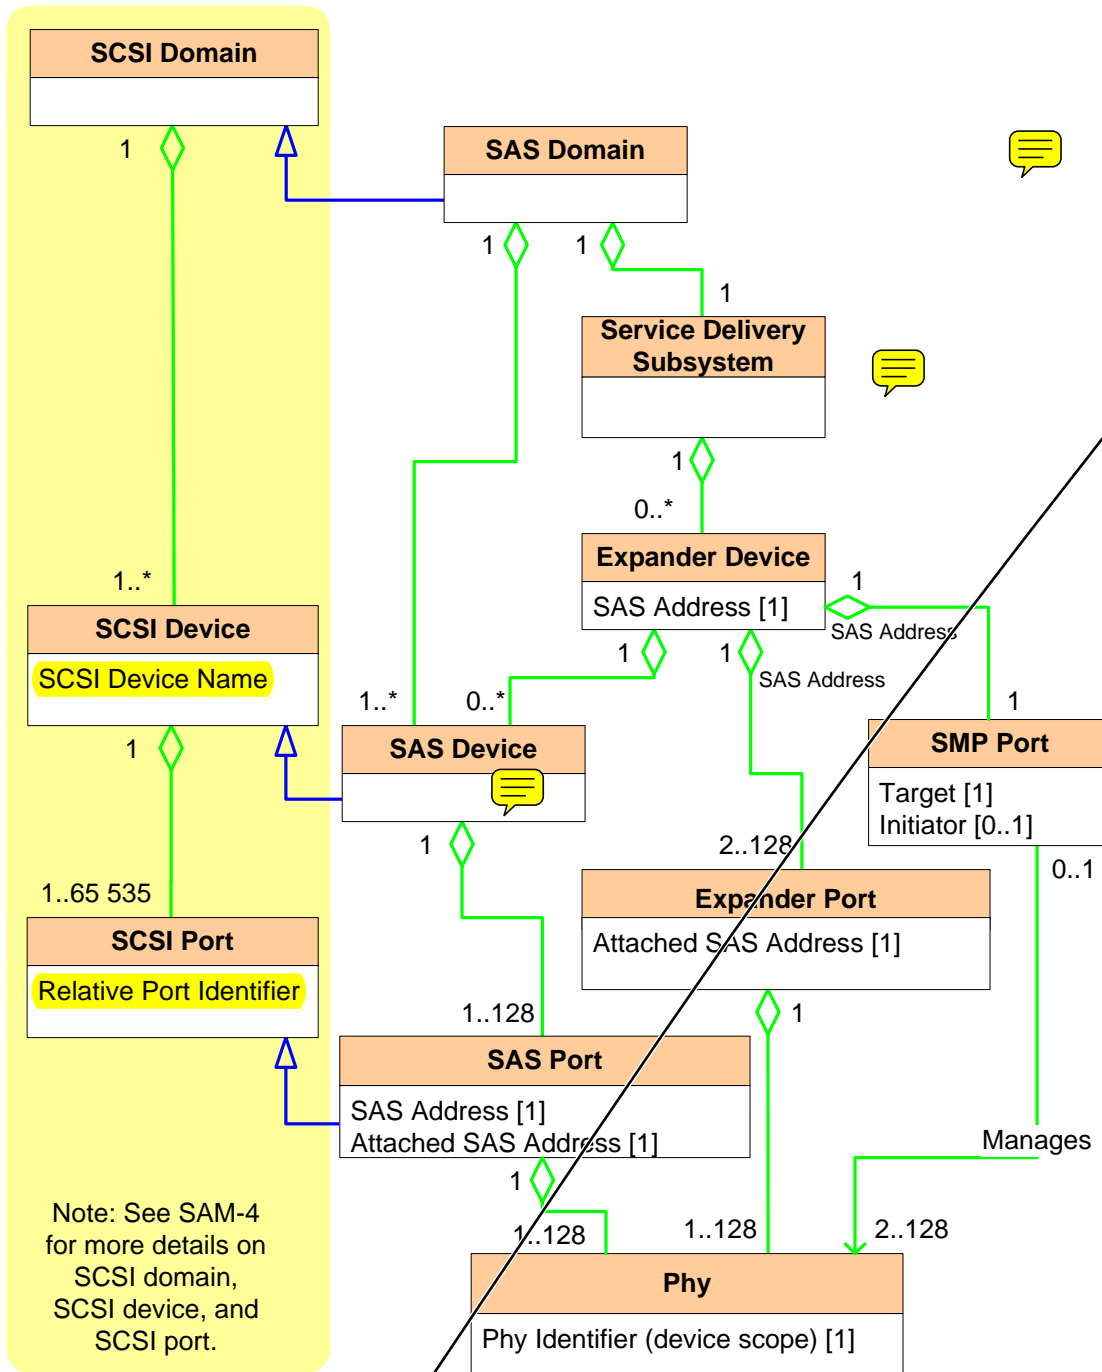 SCSI Domain
1
SAS Domain
1
1
1
Service Delivery
Subsystem
1
0..*
Expander Device
SAS Address [1]
1
SAS Address
1
1
SAS Address
1..*
SCSI Device
SCSI Device Name
1
1..*
0..*
SAS Device
1
1
SMP Port
Target [1]
Initiator [0..1]
0..1
2..128
Expander Port
Attached SAS Address [1]
1
1..65 535
SCSI Port
Relative Port Identifier
1..128
SAS Port
SAS Address [1]
Attached SAS Address [1]
1
Manages
1..128
1..128
2..128
Phy
Phy Identifier (device scope) [1]
Note: See SAM-4
for more details on
SCSI domain,
SCSI device, and
SCSI port.